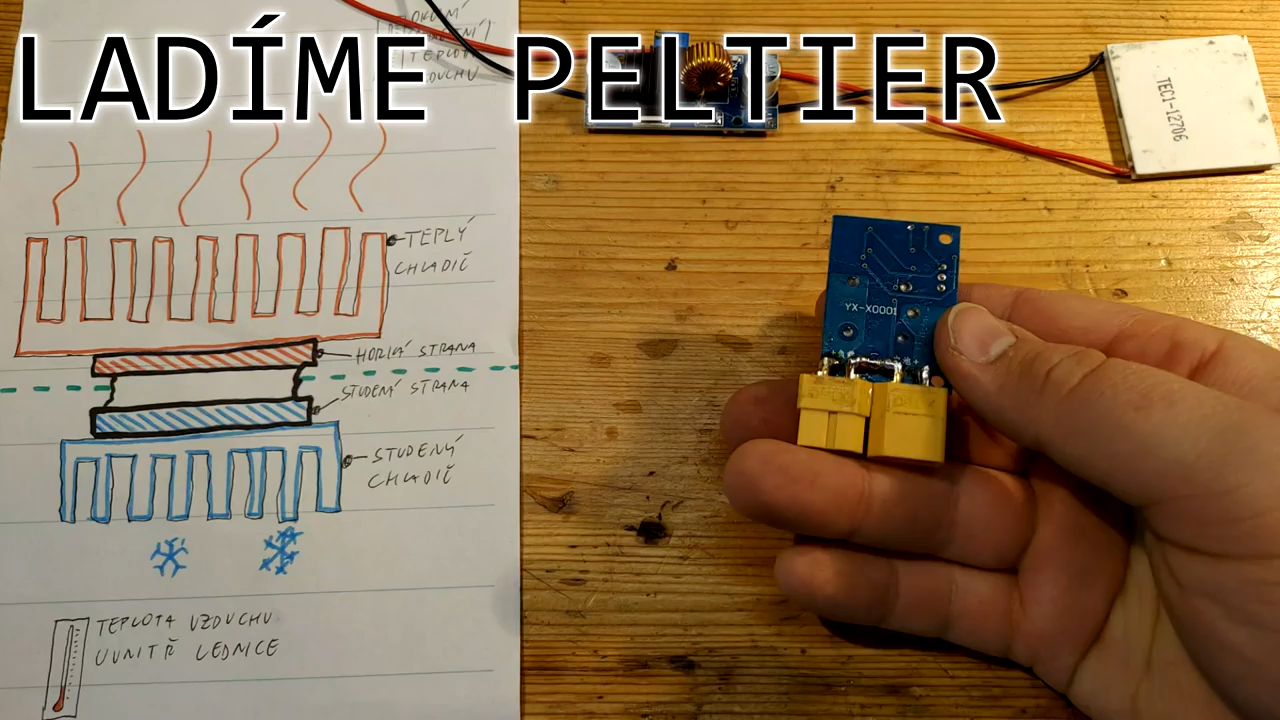 LADÍME PELTIER
TEPLÝ
CHLADIČ
HORKÁ STRANA
STUDENÁ STRANA
STUDENÝ
CHLADIČ
TEPLOTA VZDUCHU
UVNITŘ LEDNICE
YX-X0001
TEC1-12706